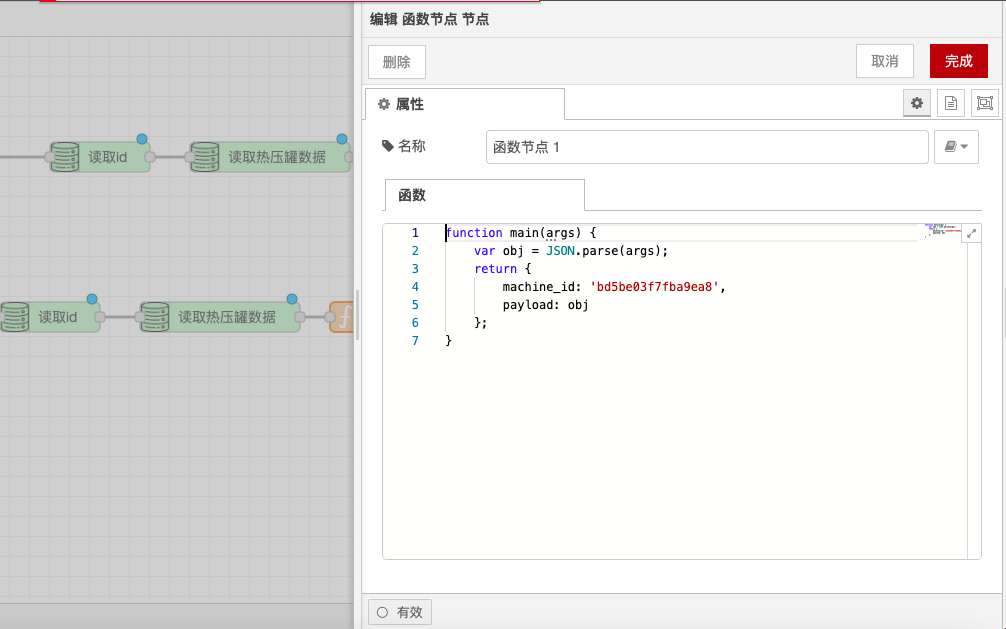 编辑 函数节点 节点
删除
取消
完成
属性
名称
函数节点 1
函数
1 function main(args) {
2     var obj = JSON.parse(args);
3     return {
4         machine_id: 'bd5be03f7fba9ea8',
5         payload: obj
6     };
7 }
有效
读取id
读取热压罐数据
读取id
读取热压罐数据
f